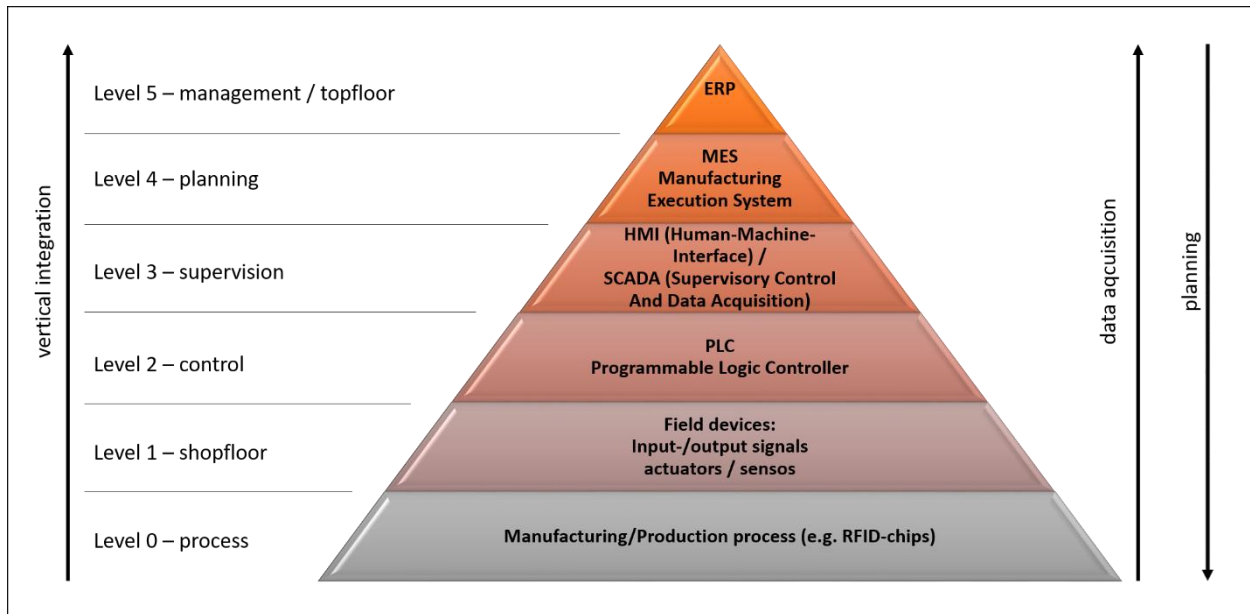 vertical integration
Level 5 – management / topfloor
ERP
Level 4 – planning
MES
Manufacturing
Execution System
Level 3 – supervision
HMI (Human-Machine-
Interface) /
SCADA (Supervisory Control
And Data Acquisition)
Level 2 – control
PLC
Programmable Logic Controller
Level 1 – shopfloor
Field devices:
Input-/output signals
actuators / sensos
Level 0 – process
Manufacturing/Production process (e.g. RFID-chips)
data aqcuisition
planning